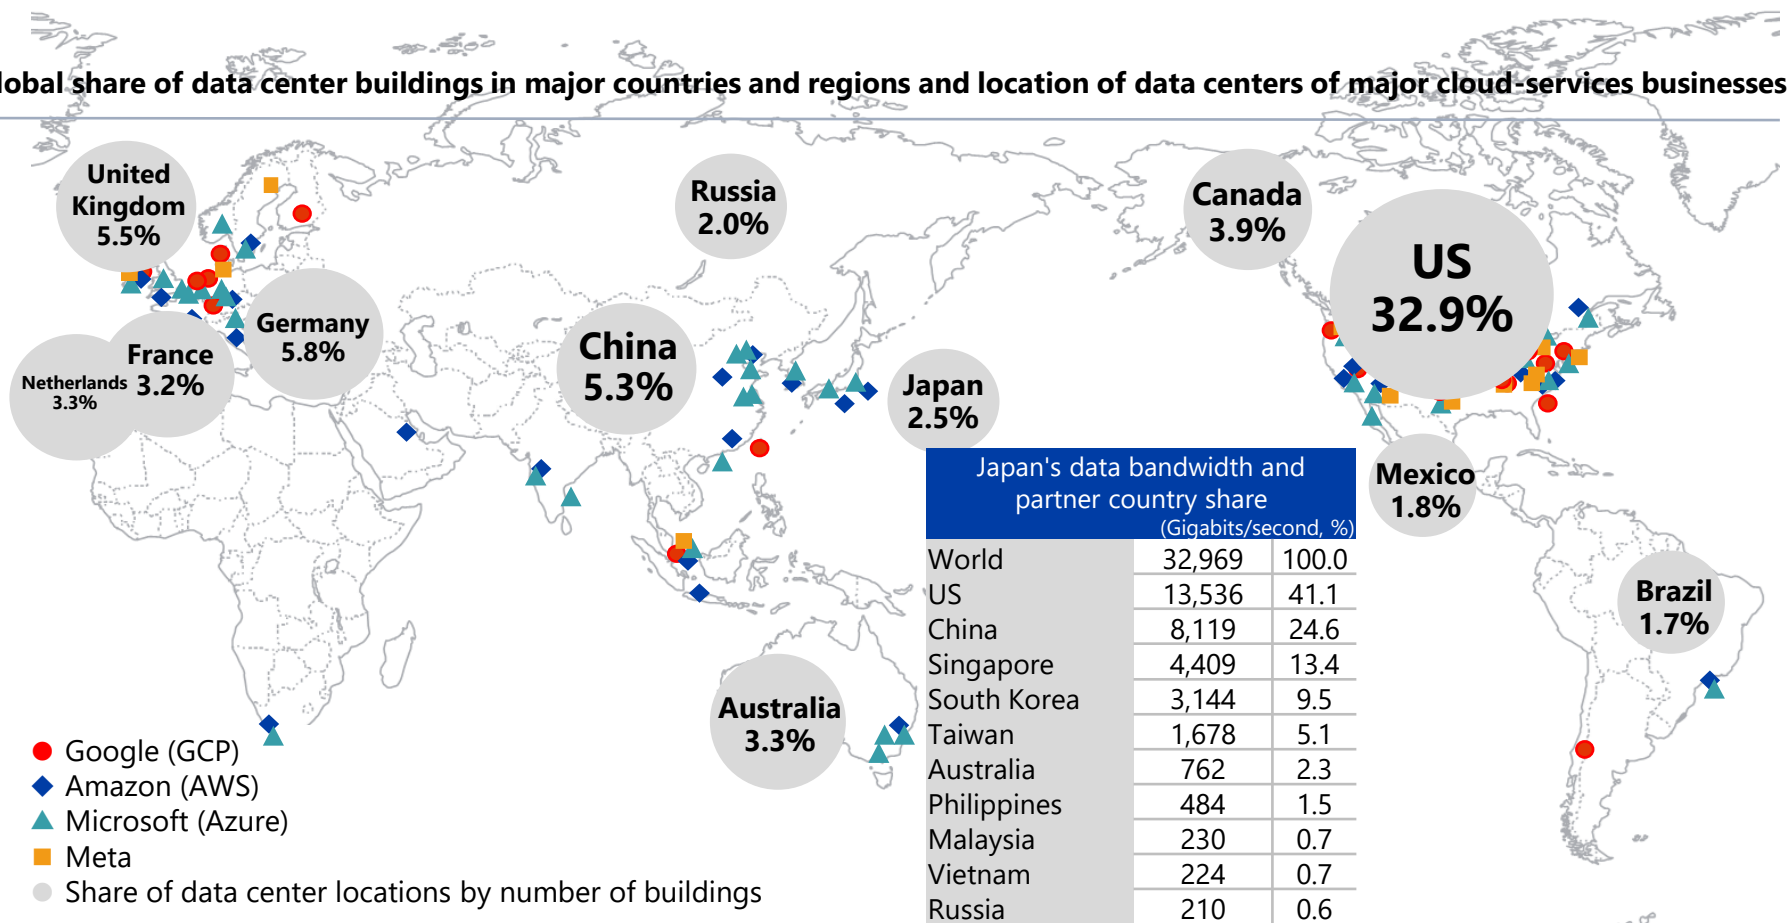 lobal share of data center buildings in major countries and regions and location of data centers of major cloud-services businesses
United
Kingdom
5.5%
Russia
2.0%
Canada
3.9%
US
32.9%
Germany
5.8%
France
3.2%
Netherlands
3.3%
China
5.3%
Japan
2.5%
Mexico
1.8%
Brazil
1.7%
Australia
3.3%
Japan's data bandwidth and
partner country share
(Gigabits/second, %)
World 32,969 100.0
US 13,536 41.1
China 8,119 24.6
Singapore 4,409 13.4
South Korea 3,144 9.5
Taiwan 1,678 5.1
Australia 762 2.3
Philippines 484 1.5
Malaysia 230 0.7
Vietnam 224 0.7
Russia 210 0.6
Google (GCP)
Amazon (AWS)
Microsoft (Azure)
Meta
Share of data center locations by number of buildings